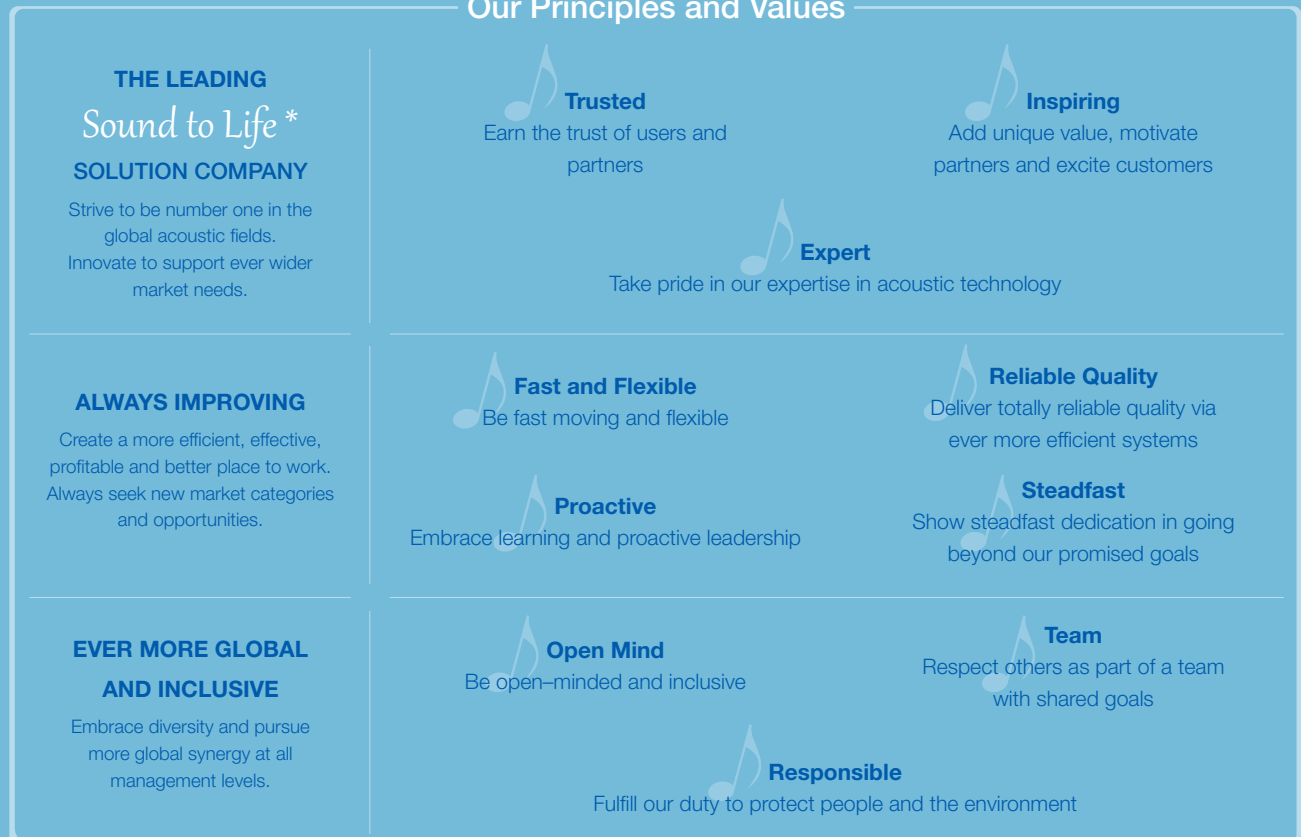 Our Principles and Values
THE LEADING
Sound to Life *
SOLUTION COMPANY
Strive to be number one in the
global acoustic fields.
Innovate to support ever wider
market needs.
Trusted
Earn the trust of users and
partners
Inspiring
Add unique value, motivate
partners and excite customers
Expert
Take pride in our expertise in acoustic technology
ALWAYS IMPROVING
Create a more efficient, effective,
profitable and better place to work.
Always seek new market categories
and opportunities.
Fast and Flexible
Be fast moving and flexible
Reliable Quality
Deliver totally reliable quality via
ever more efficient systems
Proactive
Embrace learning and proactive leadership
Steadfast
Show steadfast dedication in going
beyond our promised goals
EVER MORE GLOBAL
AND INCLUSIVE
Embrace diversity and pursue
more global synergy at all
management levels.
Open Mind
Be open–minded and inclusive
Team
Respect others as part of a team
with shared goals
Responsible
Fulfill our duty to protect people and the environment